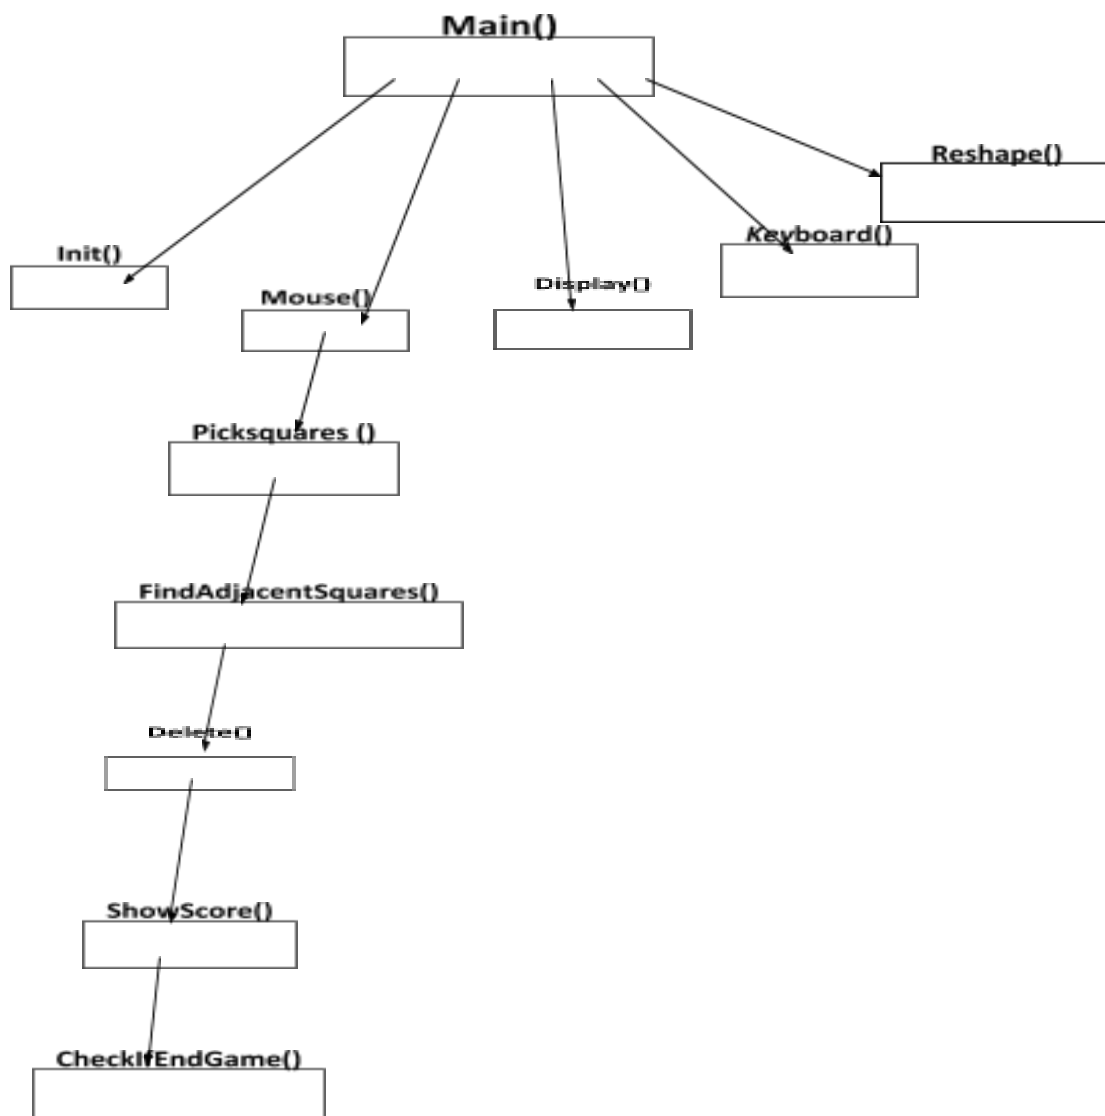 Main()
Reshape()
Keyboard()
Init()
Display()
Mouse()
Picksquares ()
FindAdjacentSquares()
Delete()
ShowScore()
CheckIfEndGame()